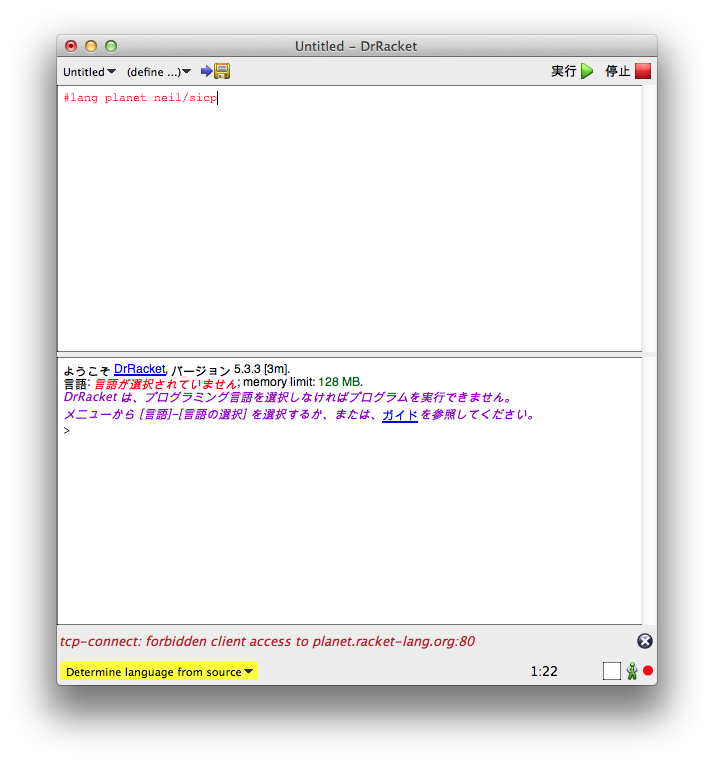 Untitled - DrRacket
Untitled (define ...) 実行 停止
#lang planet neil/sicp
ようこそ DrRacket, バージョン 5.3.3 [3m].
言語: 言語が選択されていません; memory limit: 128 MB.
DrRacket は、プログラミング言語を選択しなければプログラムを実行できません。
メニューから [言語]-[言語の選択] を選択するか、または、ガイドを参照してください。
>
tcp-connect: forbidden client access to planet.racket-lang.org:80
Determine language from source 1:22